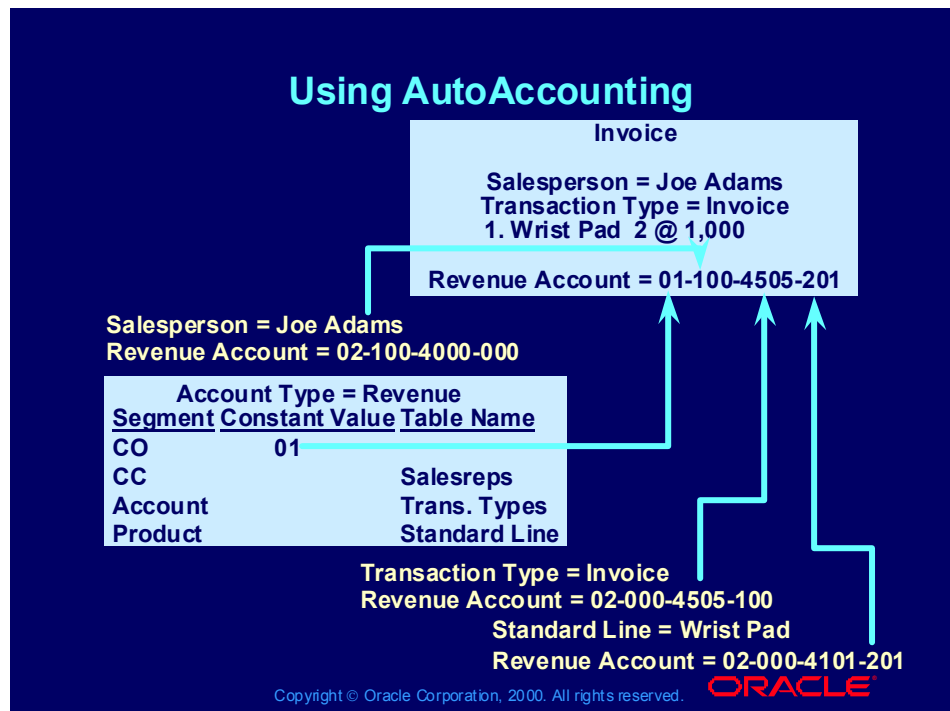 Using AutoAccounting
Invoice
Salesperson = Joe Adams
Transaction Type = Invoice
1. Wrist Pad 2 @ 1,000
Revenue Account = 01-100-4505-201
Salesperson = Joe Adams
Revenue Account = 02-100-4000-000
Account Type = Revenue
Segment Constant Value Table Name
CO 01
CC Salesreps
Account Trans. Types
Product Standard Line
Transaction Type = Invoice
Revenue Account = 02-000-4505-100
Standard Line = Wrist Pad
Revenue Account = 02-000-4101-201
Copyright © Oracle Corporation, 2000. All rights reserved.
ORACLE®